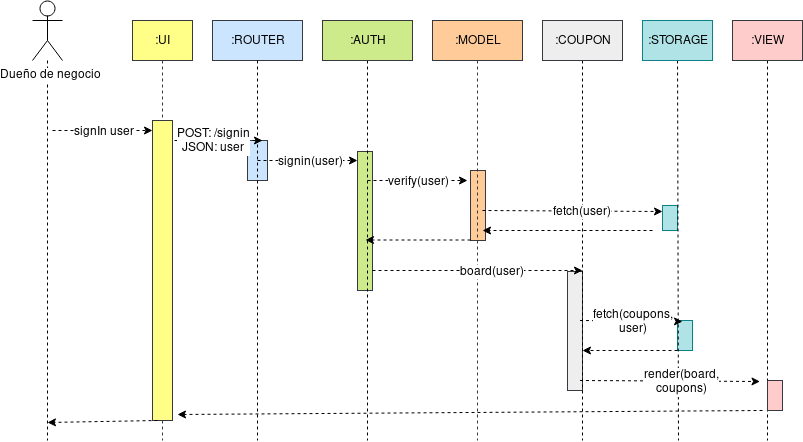 :UI
:ROUTER
:AUTH
:MODEL
:COUPON
:STORAGE
:VIEW
Dueño de negocio
signIn user
POST: /signin
JSON: user
signin(user)
verify(user)
fetch(user)
board(user)
fetch(coupons,
user)
render(board,
coupons)